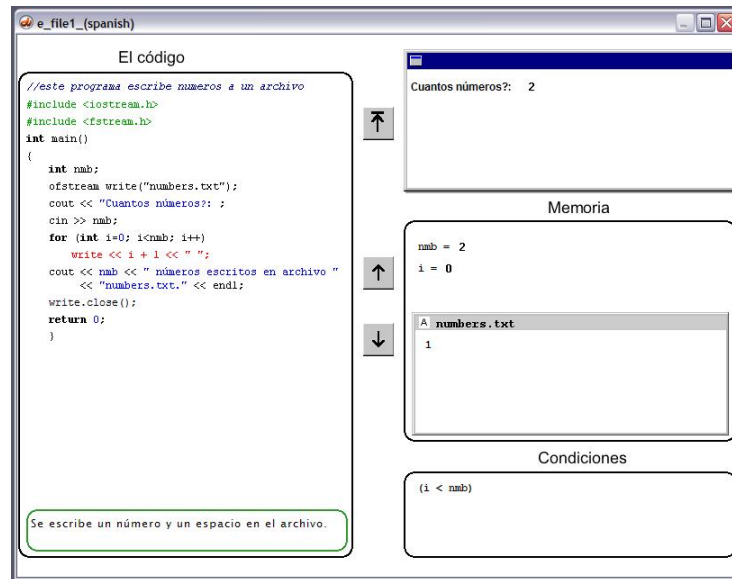 e_file1_(spanish)
El código
//este programa escribe numeros a un archivo
#include <iostream.h>
#include <fstream.h>
int main()
{
int nmb;
ofstream write("numbers.txt");
cout << "Cuantos números?: ;
cin >> nmb;
for (int i=0; i<nmb; i++)
write << i + 1 << " ";
cout << nmb << " números escritos en archivo "
<< "numbers.txt." << endl;
write.close();
return 0;
}
Se escribe un número y un espacio en el archivo.
Cuantos números?: 2
Memoria
nmb = 2
i = 0
A numbers.txt
1
Condiciones
(i < nmb)